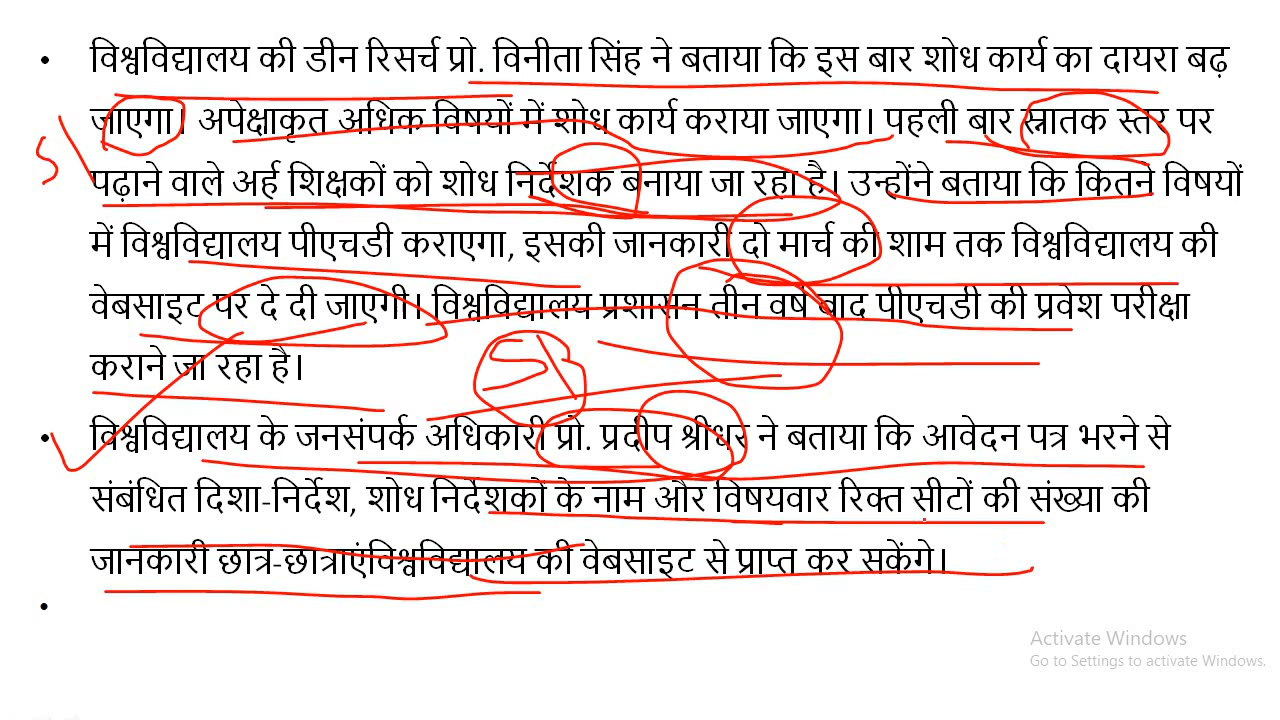 • विश्वविद्यालय की डीन रिसर्च प्रो. विनीता सिंह ने बताया कि इस बार शोध कार्य का दायरा बढ़
जाएगा। अपेक्षाकृत अधिक विषयों में शोध कार्य कराया जाएगा। पहली बार स्नातक स्तर पर
पढ़ाने वाले अर्ह शिक्षकों को शोध निर्देशक बनाया जा रहा है। उन्होंने बताया कि कितने विषयों
में विश्वविद्यालय पीएचडी कराएगा, इसकी जानकारी दो मार्च की शाम तक विश्वविद्यालय की
वेबसाइट पर दे दी जाएगी। विश्वविद्यालय प्रशासन तीन वर्ष बाद पीएचडी की प्रवेश परीक्षा
कराने जा रहा है।
• विश्वविद्यालय के जनसंपर्क अधिकारी प्रो. प्रदीप श्रीधर ने बताया कि आवेदन पत्र भरने से
संबंधित दिशा-निर्देश, शोध निर्देशकों के नाम और विषयवार रिक्त सीटों की संख्या की
जानकारी छात्र-छात्राएंविश्वविद्यालय की वेबसाइट से प्राप्त कर सकेंगे।
•
Activate Windows
Go to Settings to activate Windows.